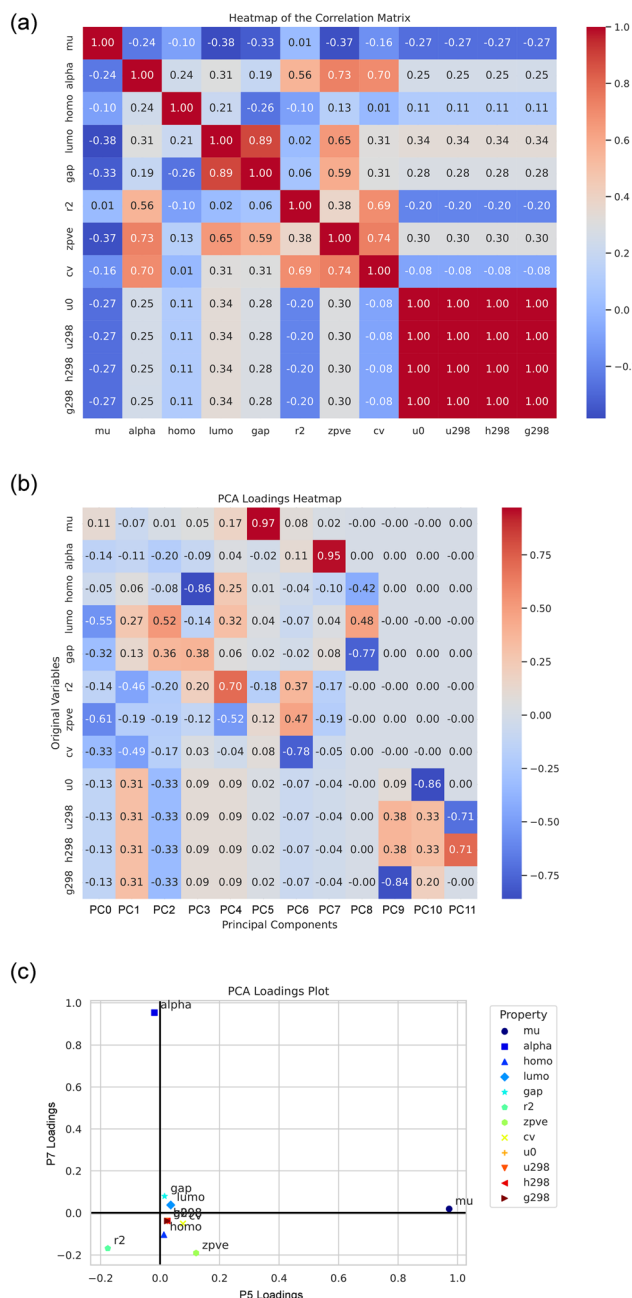 (a)
Heatmap of the Correlation Matrix
mu 1.00 -0.24 -0.10 -0.38 -0.33 0.01 -0.37 -0.16 -0.27 -0.27 -0.27 -0.27
alpha -0.24 1.00 0.24 0.31 0.19 0.56 0.73 0.70 0.25 0.25 0.25 0.25
homo -0.10 0.24 1.00 0.21 -0.26 -0.10 0.13 0.01 0.11 0.11 0.11 0.11
lumo -0.38 0.31 0.21 1.00 0.89 0.02 0.65 0.31 0.34 0.34 0.34 0.34
gap -0.33 0.19 -0.26 0.89 1.00 0.06 0.59 0.31 0.28 0.28 0.28 0.28
r2 0.01 0.56 -0.10 0.02 0.06 1.00 0.38 0.69 -0.20 -0.20 -0.20 -0.20
zpve -0.37 0.73 0.13 0.65 0.59 0.38 1.00 0.74 0.30 0.30 0.30 0.30
cv -0.16 0.70 0.01 0.31 0.31 0.69 0.74 1.00 -0.08 -0.08 -0.08 -0.08
u0 -0.27 0.25 0.11 0.34 0.28 -0.20 0.30 -0.08 1.00 1.00 1.00 1.00
u298 -0.27 0.25 0.11 0.34 0.28 -0.20 0.30 -0.08 1.00 1.00 1.00 1.00
h298 -0.27 0.25 0.11 0.34 0.28 -0.20 0.30 -0.08 1.00 1.00 1.00 1.00
g298 -0.27 0.25 0.11 0.34 0.28 -0.20 0.30 -0.08 1.00 1.00 1.00 1.00
mu alpha homo lumo gap r2 zpve cv u0 u298 h298 g298
1.0
0.8
0.6
0.4
0.2
0.0
-0.
(b)
PCA Loadings Heatmap
Original Variables
mu 0.11 -0.07 0.01 0.05 0.17 0.97 0.08 0.02 -0.00 -0.00 -0.00 0.00
alpha -0.14 -0.11 -0.20 -0.09 0.04 -0.02 0.11 0.95 0.00 0.00 0.00 -0.00
homo -0.05 0.06 -0.08 -0.86 0.25 0.01 -0.04 -0.10 -0.42 0.00 0.00 0.00
lumo -0.55 0.27 0.52 -0.14 0.32 0.04 -0.07 0.04 0.48 0.00 0.00 -0.00
gap -0.32 0.13 0.36 0.38 0.06 0.02 -0.02 0.08 -0.77 0.00 0.00 0.00
r2 -0.14 -0.46 -0.20 0.20 0.70 -0.18 0.37 -0.17 0.00 -0.00 -0.00 -0.00
zpve -0.61 -0.19 -0.19 -0.12 -0.52 0.12 0.47 -0.19 0.00 -0.00 -0.00 -0.00
cv -0.33 -0.49 -0.17 0.03 -0.04 0.08 -0.78 -0.05 0.00 -0.00 -0.00 0.00
u0 -0.13 0.31 -0.33 0.09 0.09 0.02 -0.07 -0.04 -0.00 0.09 -0.86 0.00
u298 -0.13 0.31 -0.33 0.09 0.09 0.02 -0.07 -0.04 -0.00 0.38 0.33 -0.71
h298 -0.13 0.31 -0.33 0.09 0.09 0.02 -0.07 -0.04 -0.00 0.38 0.33 0.71
g298 -0.13 0.31 -0.33 0.09 0.09 0.02 -0.07 -0.04 -0.00 -0.84 0.20 -0.00
PC0 PC1 PC2 PC3 PC4 PC5 PC6 PC7 PC8 PC9 PC10 PC11
Principal Components
0.75
0.50
0.25
0.00
-0.25
-0.50
-0.75
(c)
PCA Loadings Plot
P7 Loadings
1.0
0.8
0.6
0.4
0.2
0.0
−0.2
alpha
gap
lumo
g298
cv
homo
r2
zpve
mu
−0.2 0.0 0.2 0.4 0.6 0.8 1.0
P5 Loadings
Property
mu
alpha
homo
lumo
gap
r2
zpve
cv
u0
u298
h298
g298